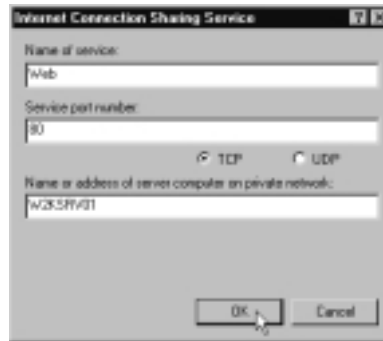 Internet Connection Sharing Service
Name of service:
Web
Service port number:
80
TCP UDP
Name or address of server computer on private network:
W2KSRV01
OK Cancel